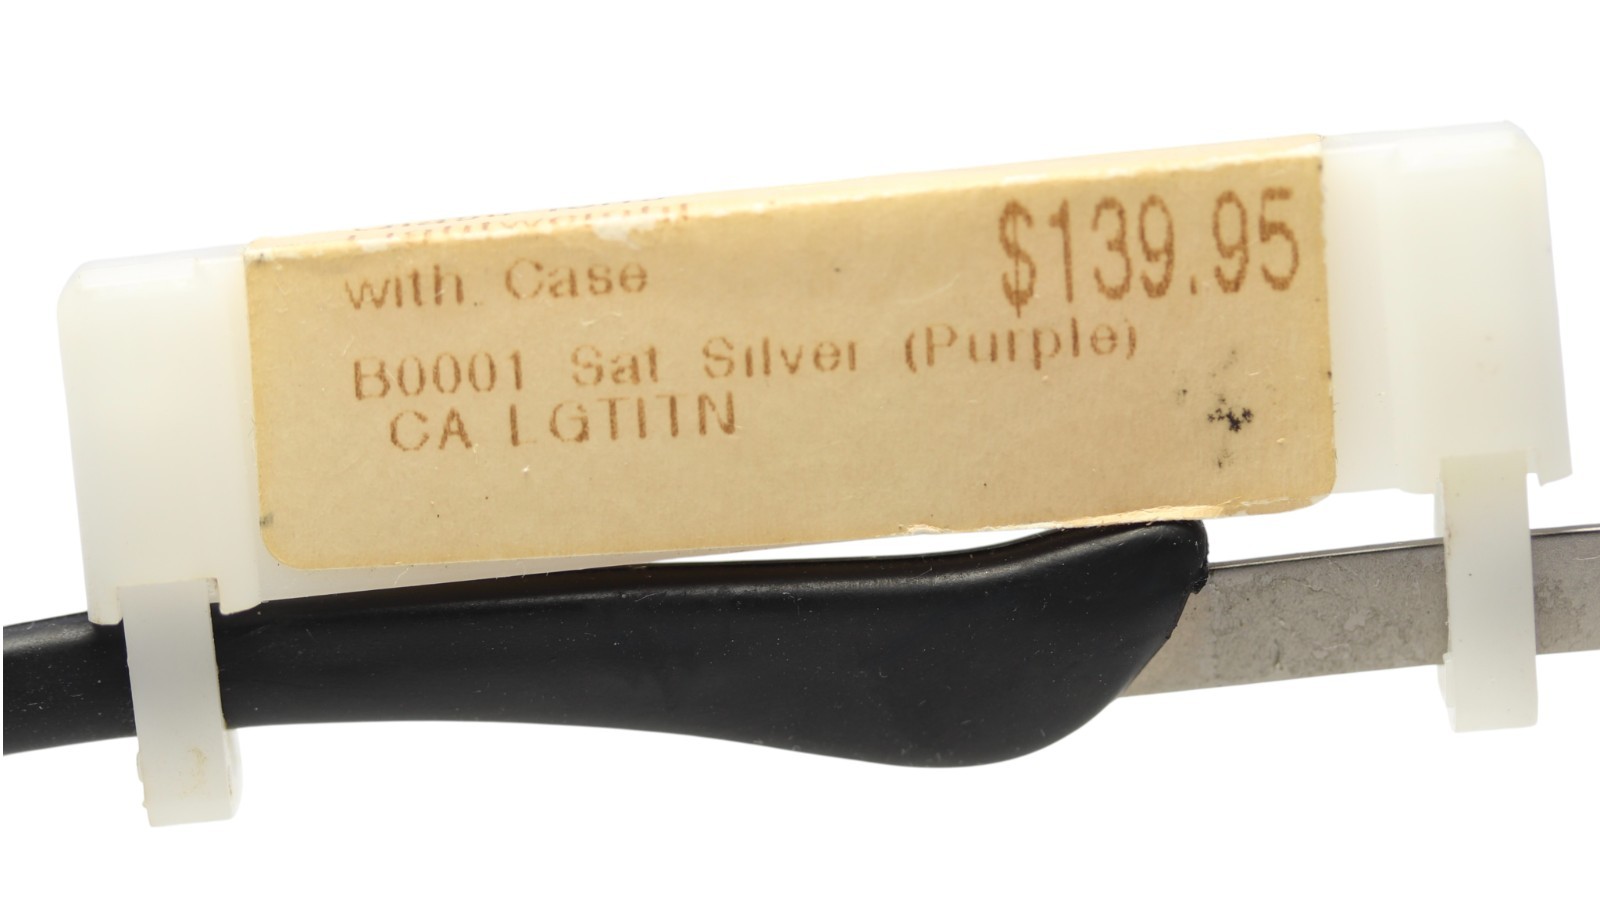 with Case
$139.95
B0001 Sat Silver (Purple)
CA LGTITN